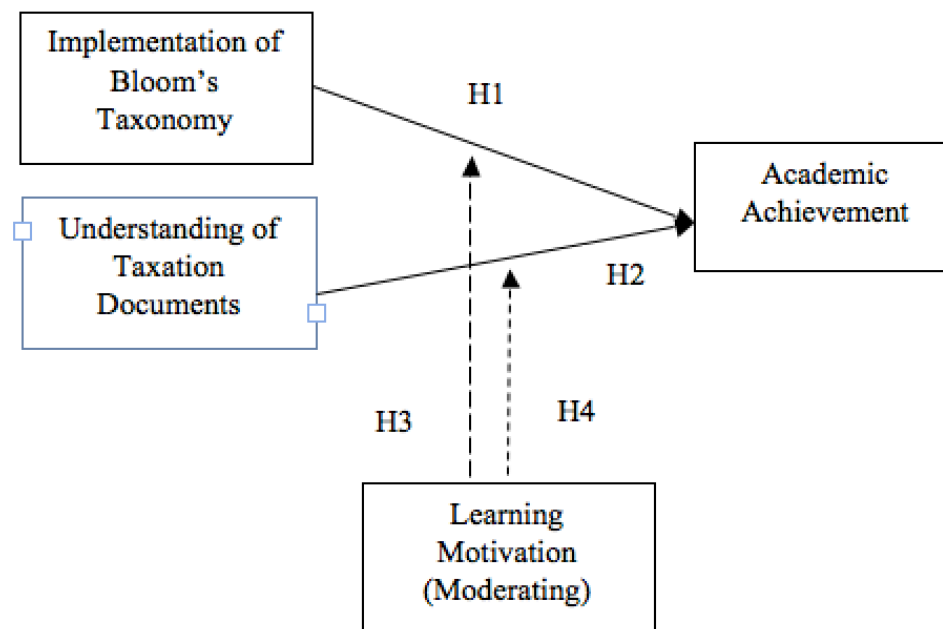 Implementation of
Bloom's
Taxonomy
H1
Academic
Achievement
Understanding of
Taxation
Documents
H2
H3
H4
Learning
Motivation
(Moderating)